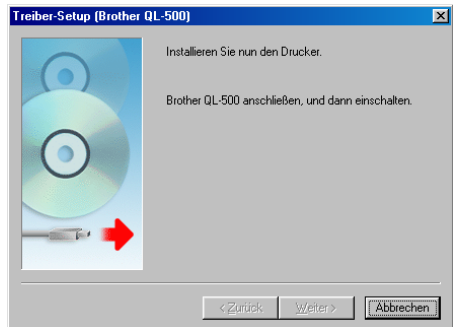 Treiber-Setup (Brother QL-500)
Installieren Sie nun den Drucker.
Brother QL-500 anschließen, und dann einschalten.
< Zurück Weiter > Abbrechen